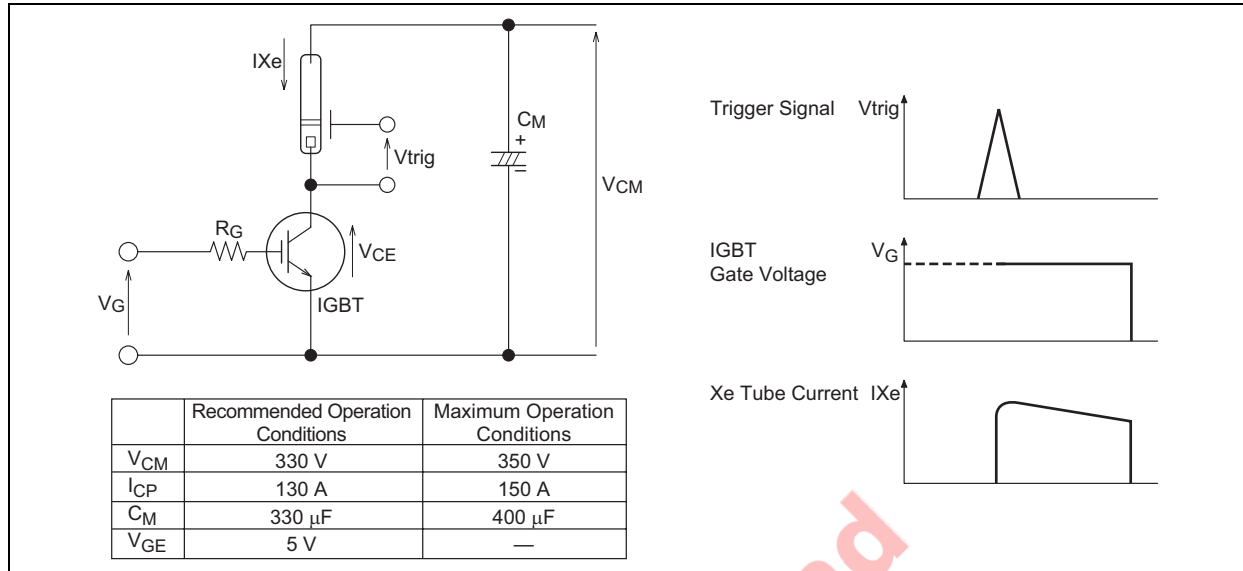 IXe
Vtrig
CM
+
–
VCM
RG
VCE
VG
IGBT
Recommended Operation Conditions
Maximum Operation Conditions
VCM 330 V 350 V
ICP 130 A 150 A
CM 330 μF 400 μF
VGE 5 V —
Trigger Signal Vtrig
IGBT
Gate Voltage
VG
Xe Tube Current IXe